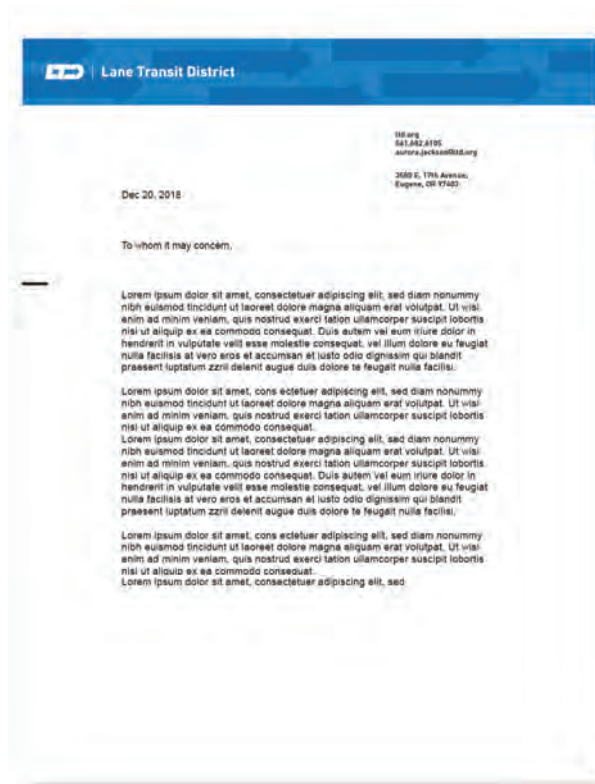 Lane Transit District
ltd.org
541.682.6105
aurora.jackson@ltd.org
3500 E. 17th Avenue,
Eugene, OR 97403
Dec 20, 2018
To whom it may concern,
Lorem ipsum dolor sit amet, consectetuer adipiscing elit, sed diam nonummy
nibh euismod tincidunt ut laoreet dolore magna aliquam erat volutpat. Ut wisi
enim ad minim veniam, quis nostrud exerci tation ullamcorper suscipit lobortis
nisl ut aliquip ex ea commodo consequat. Duis autem vel eum iriure dolor in
hendrerit in vulputate velit esse molestie consequat, vel illum dolore eu feugiat
nulla facilisis at vero eros et accumsan et iusto odio dignissim qui blandit
praesent luptatum zzril delenit augue duis dolore te feugait nulla facilisi.
Lorem ipsum dolor sit amet, cons ectetuer adipiscing elit, sed diam nonummy
nibh euismod tincidunt ut laoreet dolore magna aliquam erat volutpat. Ut wisi
enim ad minim veniam, quis nostrud exerci tation ullamcorper suscipit lobortis
nisl ut aliquip ex ea commodo consequat.
Lorem ipsum dolor sit amet, consectetuer adipiscing elit, sed diam nonummy
nibh euismod tincidunt ut laoreet dolore magna aliquam erat volutpat. Ut wisi
enim ad minim veniam, quis nostrud exerci tation ullamcorper suscipit lobortis
nisl ut aliquip ex ea commodo consequat. Duis autem vel eum iriure dolor in
hendrerit in vulputate velit esse molestie consequat, vel illum dolore eu feugiat
nulla facilisis at vero eros et accumsan et iusto odio dignissim qui blandit
praesent luptatum zzril delenit augue duis dolore te feugait nulla facilisi.
Lorem ipsum dolor sit amet, cons ectetuer adipiscing elit, sed diam nonummy
nibh euismod tincidunt ut laoreet dolore magna aliquam erat volutpat. Ut wisi
enim ad minim veniam, quis nostrud exerci tation ullamcorper suscipit lobortis
nisl ut aliquip ex ea commodo consequat.
Lorem ipsum dolor sit amet, consectetuer adipiscing elit, sed